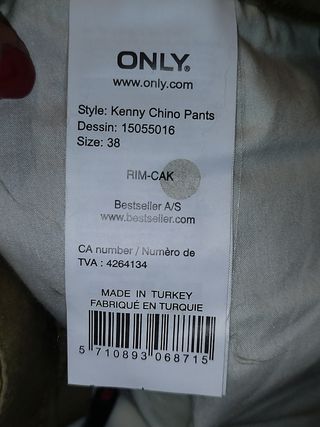 ONLY®
www.only.com
Style: Kenny Chino Pants
Dessin: 15055016
Size: 38
RIM-CAK
Bestseller A/S
www.bestseller.com
CA number / Numèro de
TVA : 4264134
MADE IN TURKEY
FABRIQUÉ EN TURQUIE
5 710893 068715